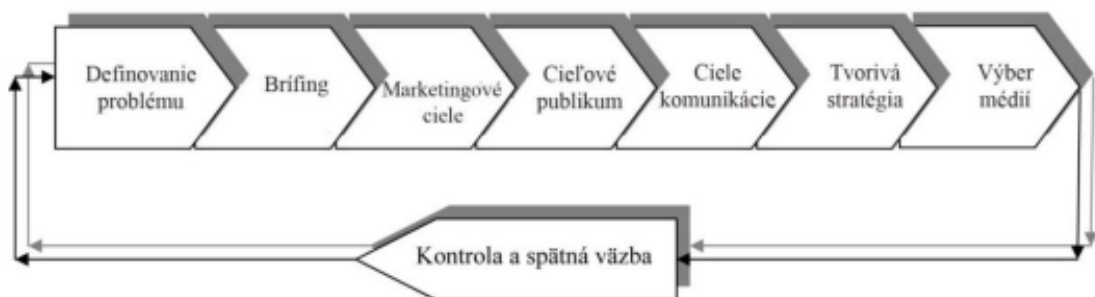 Definovanie
problému
Brífing
Marketingové
ciele
Cieľové
publikum
Ciele
komunikácie
Tvorivá
stratégia
Výber
médií
Kontrola a spätná väzba